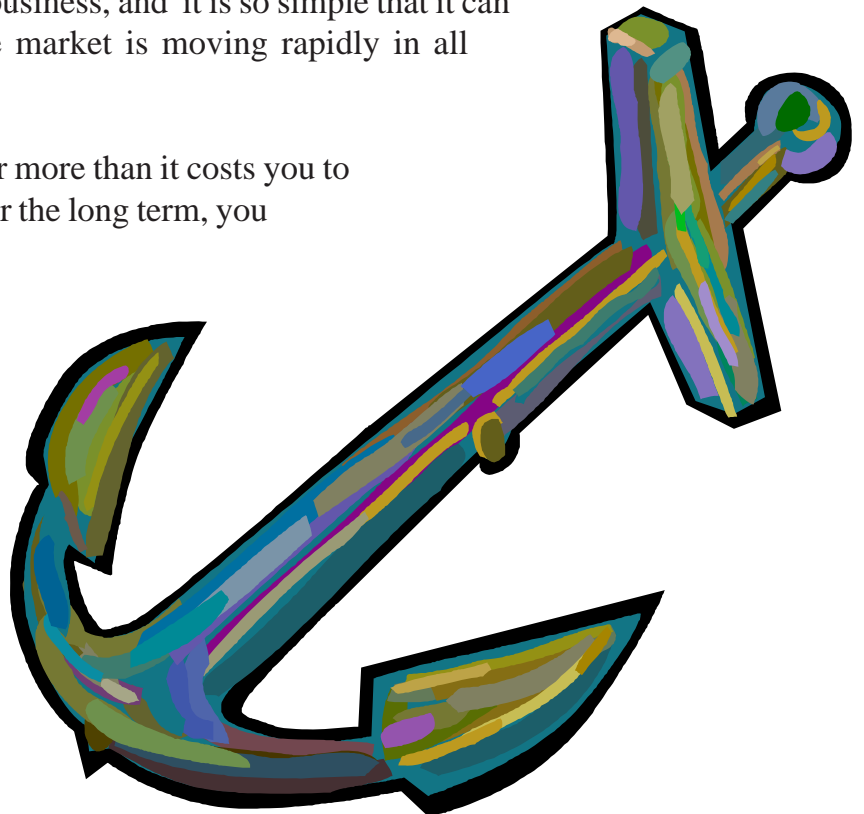 business, and it is so simple that it can
market is moving rapidly in all
more than it costs you to
the long term, you